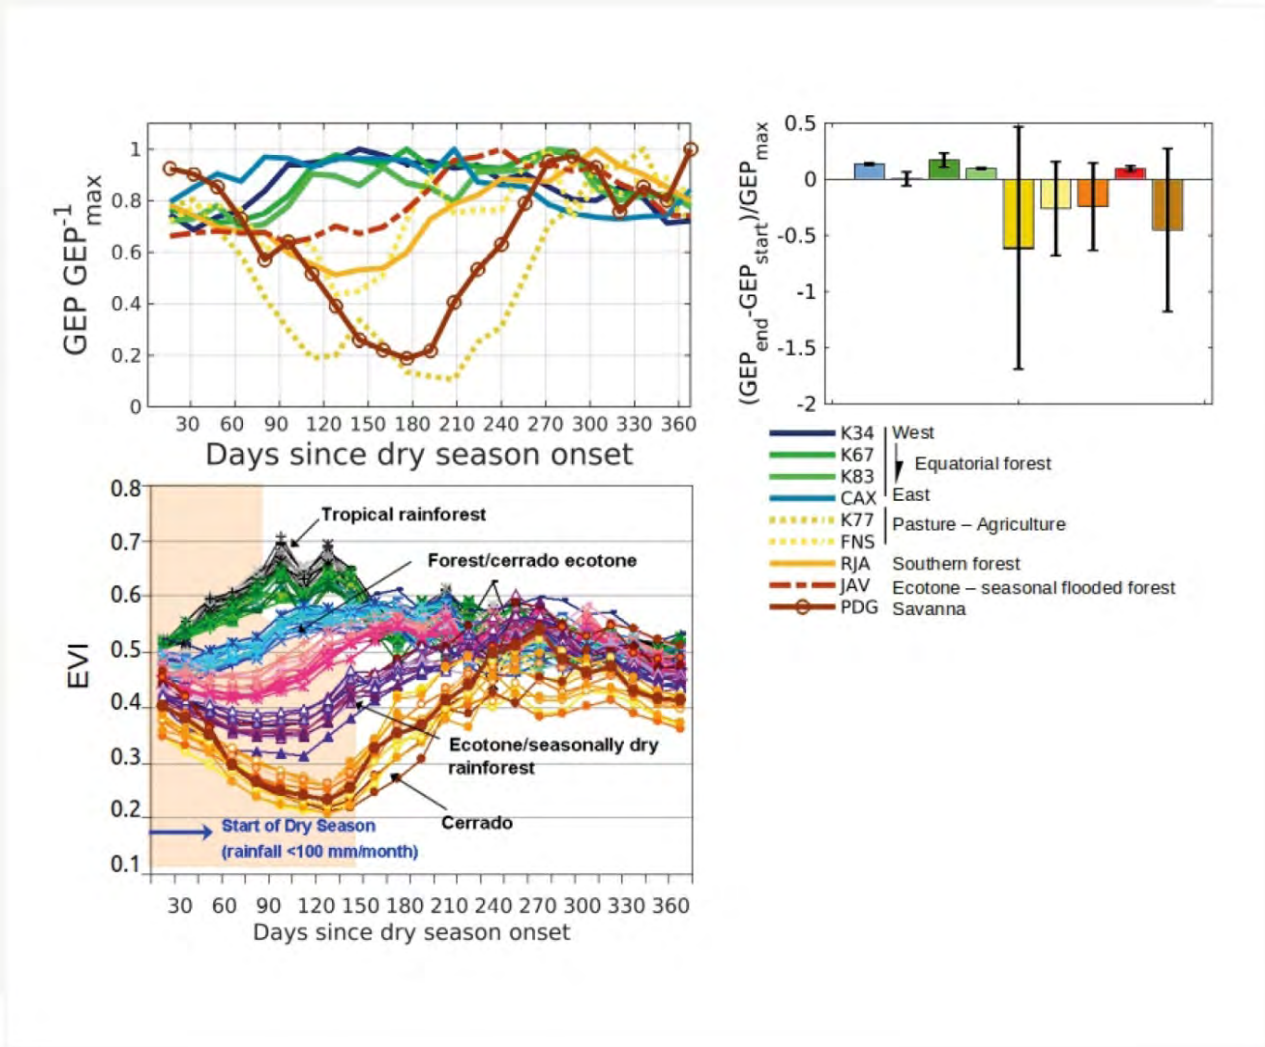 1
0.8
0.6
0.4
0.2
0
GEP GEP-1max
30 60 90 120 150 180 210 240 270 300 330 360
Days since dry season onset
0.5
0
-0.5
-1
-1.5
-2
(GEPend-GEPstart)/GEPmax
K34
K67
K83
CAX
K77
FNS
RJA
JAV
PDG
West
Equatorial forest
East
Pasture – Agriculture
Southern forest
Ecotone – seasonal flooded forest
Savanna
0.8
0.7
0.6
0.5
0.4
0.3
0.2
0.1
EVI
Tropical rainforest
Forest/cerrado ecotone
Ecotone/seasonally dry
rainforest
Cerrado
Start of Dry Season
(rainfall <100 mm/month)
30 60 90 120 150 180 210 240 270 300 330 360
Days since dry season onset